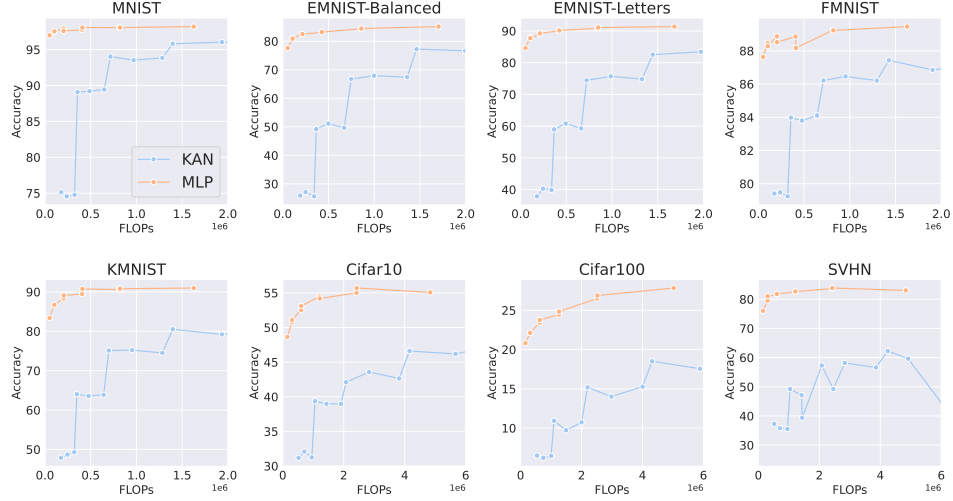 MNIST
EMNIST-Balanced
EMNIST-Letters
FMNIST
Accuracy
95
90
85
80
75
KAN
MLP
0.0 0.5 1.0 1.5 2.0
FLOPs
1e6
Accuracy
80
70
60
50
40
30
0.0 0.5 1.0 1.5 2.0
FLOPs
1e6
Accuracy
90
80
70
60
50
40
0.0 0.5 1.0 1.5 2.0
FLOPs
1e6
Accuracy
88
86
84
82
80
0.0 0.5 1.0 1.5 2.0
FLOPs
1e6
KMNIST
Cifar10
Cifar100
SVHN
Accuracy
90
80
70
60
50
0.0 0.5 1.0 1.5 2.0
FLOPs
1e6
Accuracy
55
50
45
40
35
30
0 2 4 6
FLOPs
1e6
Accuracy
25
20
15
10
0 2 4 6
FLOPs
1e6
Accuracy
80
70
60
50
40
30
0 2 4 6
FLOPs
1e6